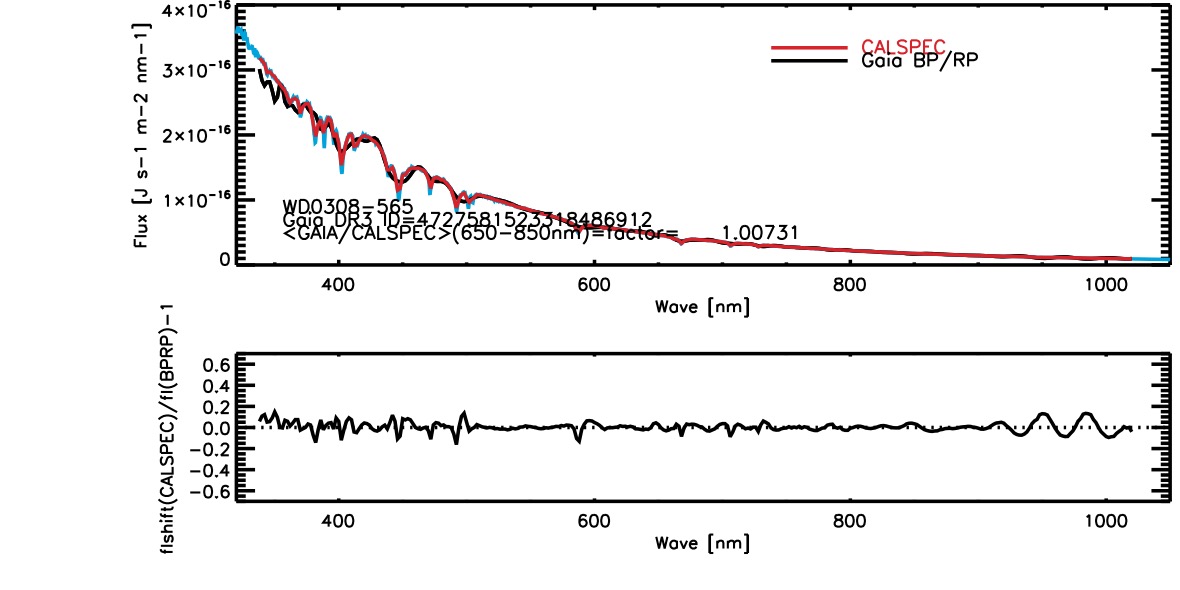 4×10−16
3×10−16
2×10−16
1×10−16
0
Flux [J s−1 m−2 nm−1]
CALSPEC
Gaia BP/RP
WD0308−565
Gaia DR3 ID=4727581523318486912
<GAIA/CALSPEC>(650−850nm)=factor= 1.00731
400 600 800 1000
Wave [nm]
flshift(CALSPEC)/fl(BPRP)−1
0.6
0.4
0.2
0.0
−0.2
−0.4
−0.6
400 600 800 1000
Wave [nm]